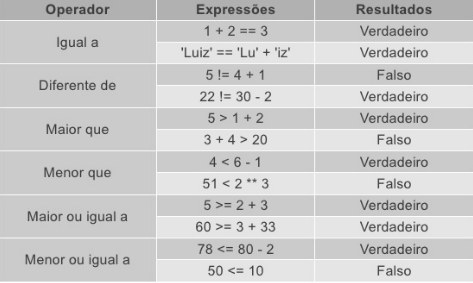 Operador Expressões Resultados
Igual a 1 + 2 == 3 Verdadeiro
'Luiz' == 'Lu' + 'iz' Verdadeiro
Diferente de 5 != 4 + 1 Falso
22 != 30 - 2 Verdadeiro
Maior que 5 > 1 + 2 Verdadeiro
3 + 4 > 20 Falso
Menor que 4 < 6 - 1 Verdadeiro
51 < 2 ** 3 Falso
Maior ou igual a 5 >= 2 + 3 Verdadeiro
60 >= 3 + 33 Verdadeiro
Menor ou igual a 78 <= 80 - 2 Verdadeiro
50 <= 10 Falso